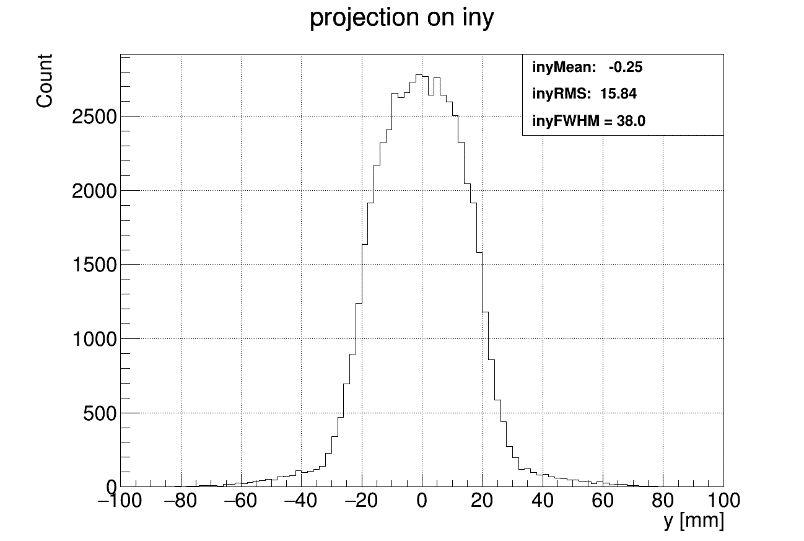 projection on iny
Count
inyMean: -0.25
inyRMS: 15.84
inyFWHM = 38.0
2500
2000
1500
1000
500
0
−100 −80 −60 −40 −20 0 20 40 60 80 100
y [mm]